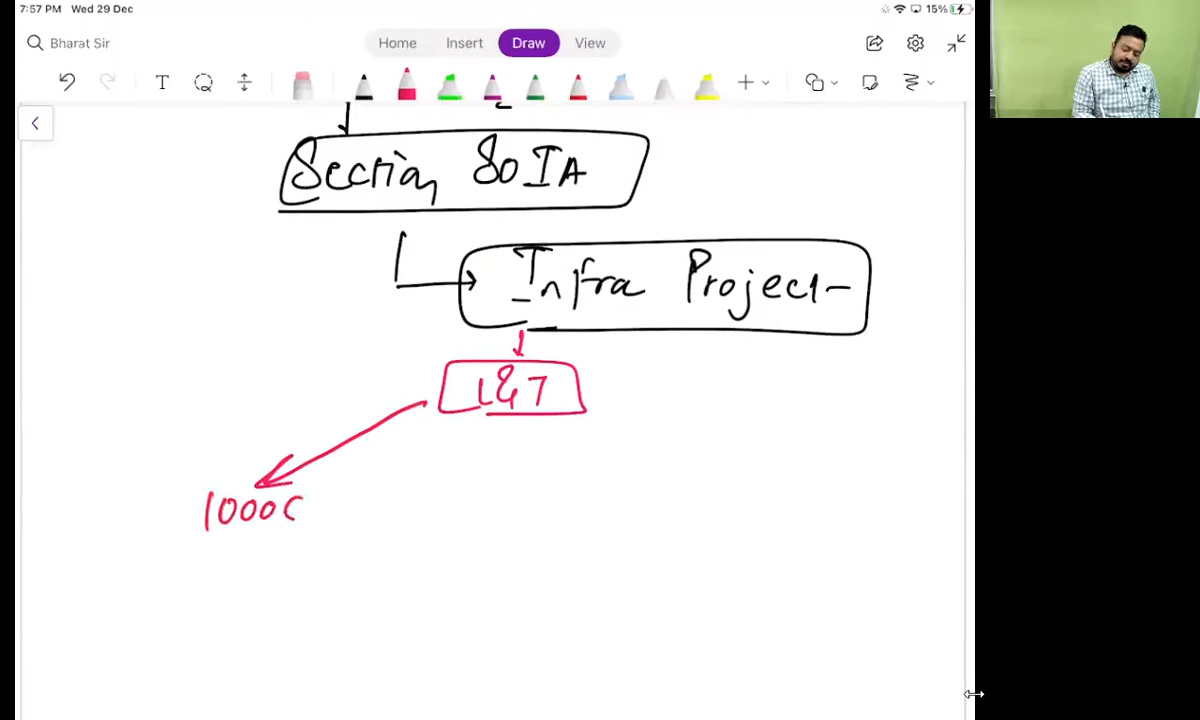 7:57 PM Wed 29 Dec 15%
Bharat Sir Home Insert Draw View
T
Section 80IA
Infra Project
L&T
1000C